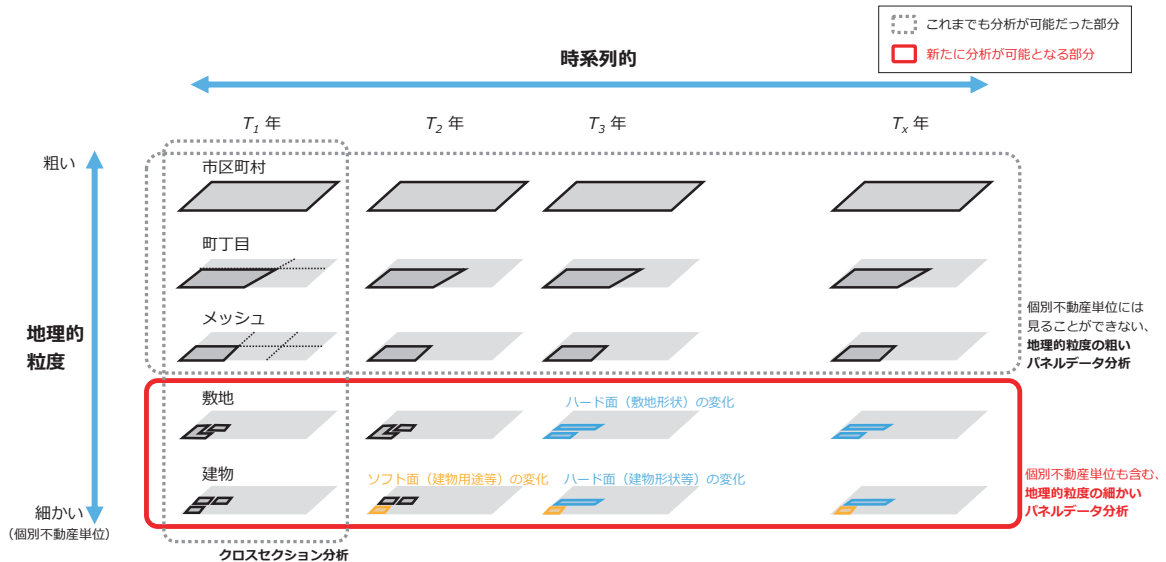 これまでも分析が可能だった部分
新たに分析が可能となる部分
時系列的
T1 年
T2 年
T3 年
Tx 年
粗い
地理的
粒度
細かい
（個別不動産単位）
市区町村
町丁目
メッシュ
個別不動産単位には
見ることができない、
地理的粒度の粗い
パネルデータ分析
敷地
ハード面（敷地形状）の変化
建物
ソフト面（建物用途等）の変化
ハード面（建物形状等）の変化
個別不動産単位も含む、
地理的粒度の細かい
パネルデータ分析
クロスセクション分析